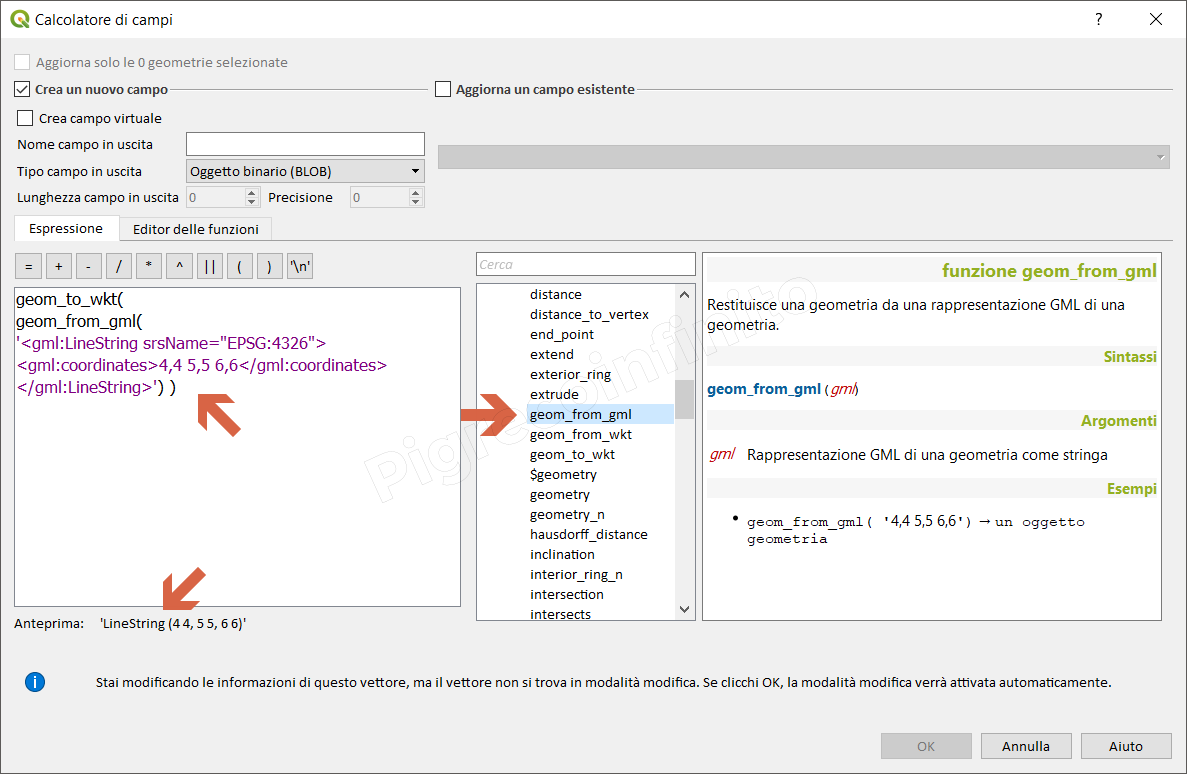 Calcolatore di campi
?
Aggiorna solo le 0 geometrie selezionate
Crea un nuovo campo
Aggiorna un campo esistente
Crea campo virtuale
Nome campo in uscita
Tipo campo in uscita
Oggetto binario (BLOB)
Lunghezza campo in uscita
0
Precisione
0
Espressione
Editor delle funzioni
= + - / * ^ || ( ) '\n'
geom_to_wkt(
geom_from_gml(
'<gml:LineString srsName="EPSG:4326">
<gml:coordinates>4,4 5,5 6,6</gml:coordinates>
</gml:LineString>') )
Anteprima: 'LineString (4 4, 5 5, 6 6)'
Cerca
distance
distance_to_vertex
end_point
extend
exterior_ring
extrude
geom_from_gml
geom_from_wkt
geom_to_wkt
$geometry
geometry
geometry_n
hausdorff_distance
inclination
interior_ring_n
intersection
intersects
funzione geom_from_gml
Restituisce una geometria da una rappresentazione GML di una
geometria.
Sintassi
geom_from_gml(gml)
Argomenti
gml Rappresentazione GML di una geometria come stringa
Esempi
• geom_from_gml( '4,4 5,5 6,6') → un oggetto
geometria
Pigrecoinfinito
i
Stai modificando le informazioni di questo vettore, ma il vettore non si trova in modalità modifica. Se clicchi OK, la modalità modifica verrà attivata automaticamente.
OK
Annulla
Aiuto